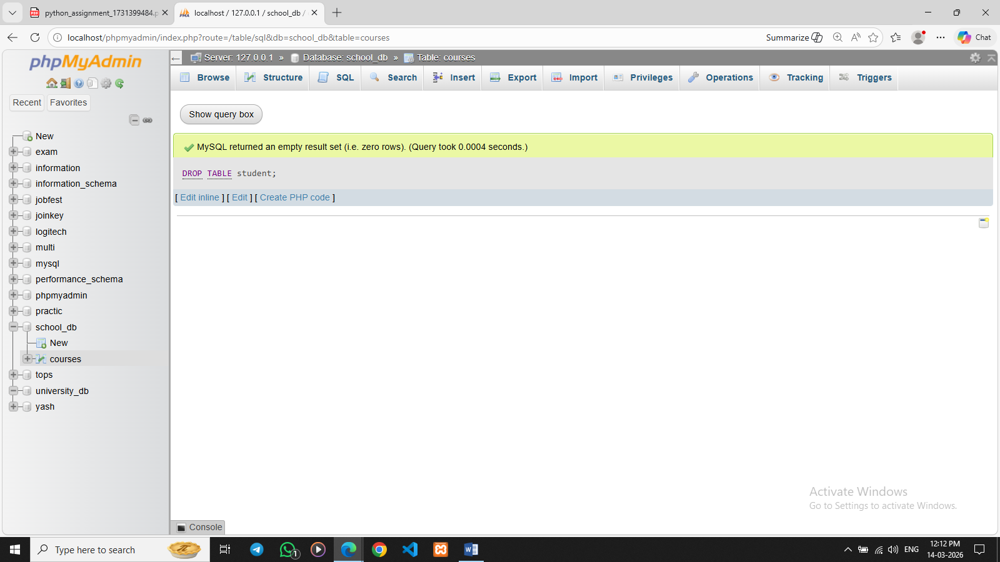 python_assignment_1731399484.p
localhost / 127.0.0.1 / school_db /
localhost/phpmyadmin/index.php?route=/table/sql&db=school_db&table=courses
Summarize
Chat
phpMyAdmin
Recent
Favorites
New
exam
information
information_schema
jobfest
joinkey
logitech
multi
mysql
performance_schema
phpmyadmin
practic
school_db
New
courses
tops
university_db
yash
Server: 127.0.0.1 » Database: school_db » Table: courses
Browse Structure SQL Search Insert Export Import Privileges Operations Tracking Triggers
Show query box
MySQL returned an empty result set (i.e. zero rows). (Query took 0.0004 seconds.)
DROP TABLE student;
[ Edit inline ] [ Edit ] [ Create PHP code ]
Activate Windows
Go to Settings to activate Windows.
Console
Type here to search
1
ENG
12:12 PM
14-03-2026